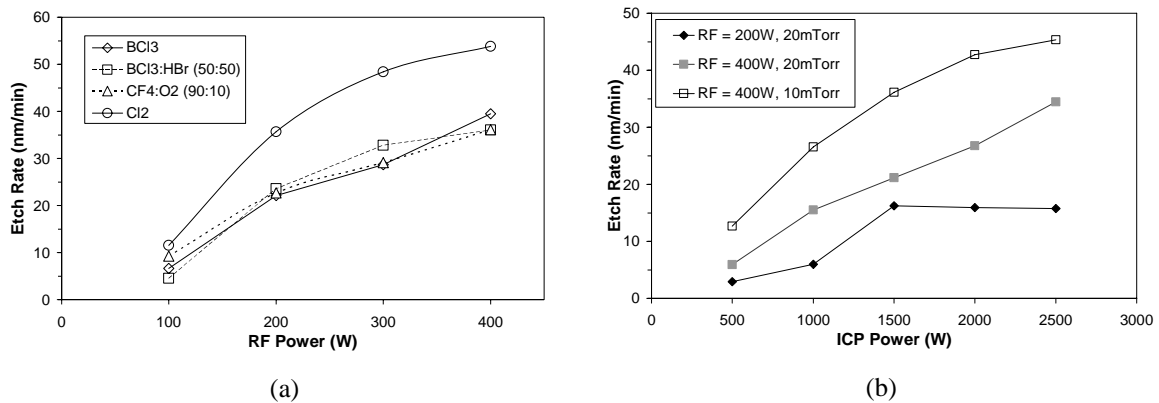 60
50
40
30
20
10
0
Etch Rate (nm/min)
BCl3
BCl3:HBr (50:50)
CF4:O2 (90:10)
Cl2
0
100
200
300
400
RF Power (W)
(a)
50
40
30
20
10
0
Etch Rate (nm/min)
RF = 200W, 20mTorr
RF = 400W, 20mTorr
RF = 400W, 10mTorr
0
500
1000
1500
2000
2500
3000
ICP Power (W)
(b)